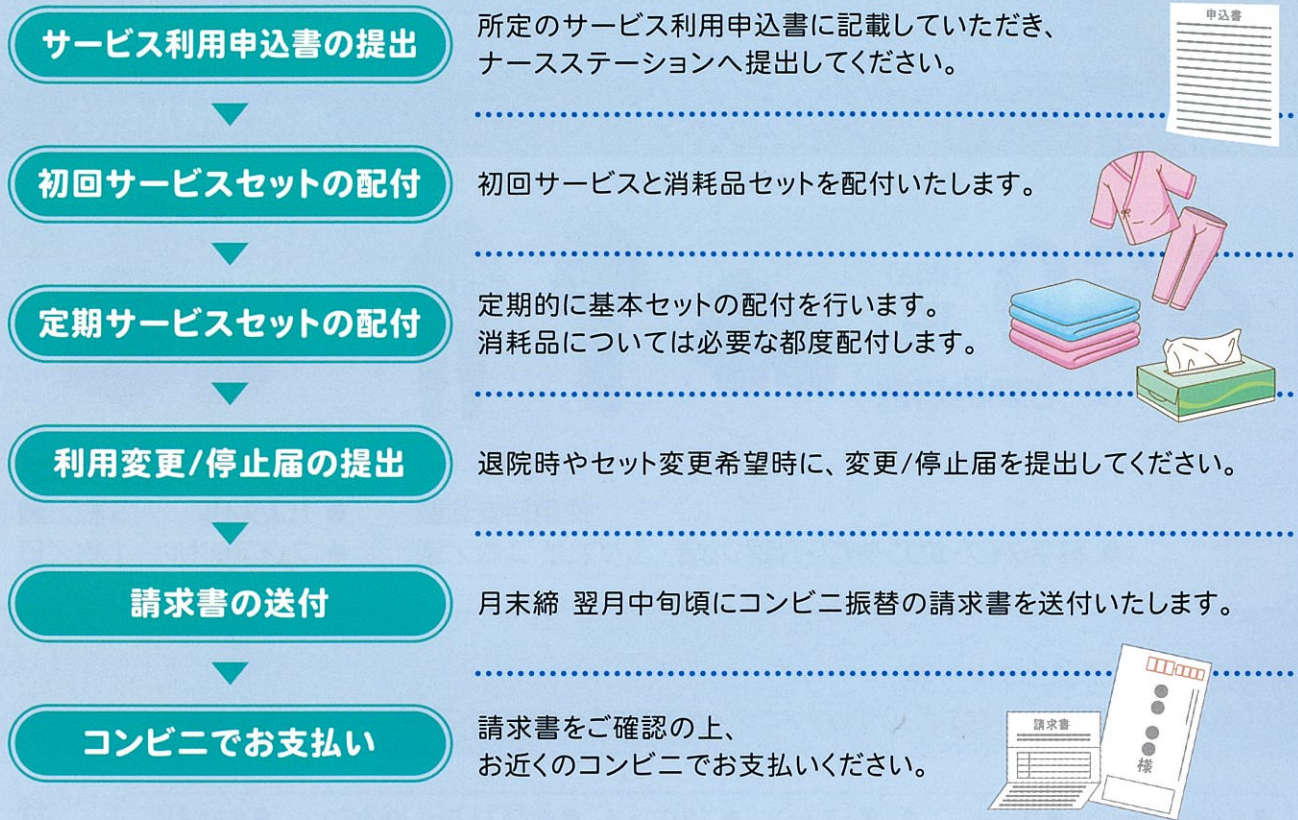 サービス利用申込書の提出
所定のサービス利用申込書に記載していただき、
ナースステーションへ提出してください。
申込書
初回サービスセットの配付
初回サービスと消耗品セットを配付いたします。
定期サービスセットの配付
定期的に基本セットの配付を行います。
消耗品については必要な都度配付します。
利用変更/停止届の提出
退院時やセット変更希望時に、変更/停止届を提出してください。
請求書の送付
月末締 翌月中旬頃にコンビニ振替の請求書を送付いたします。
コンビニでお支払い
請求書をご確認の上、
お近くのコンビニでお支払いください。
請求書
●● ●●様